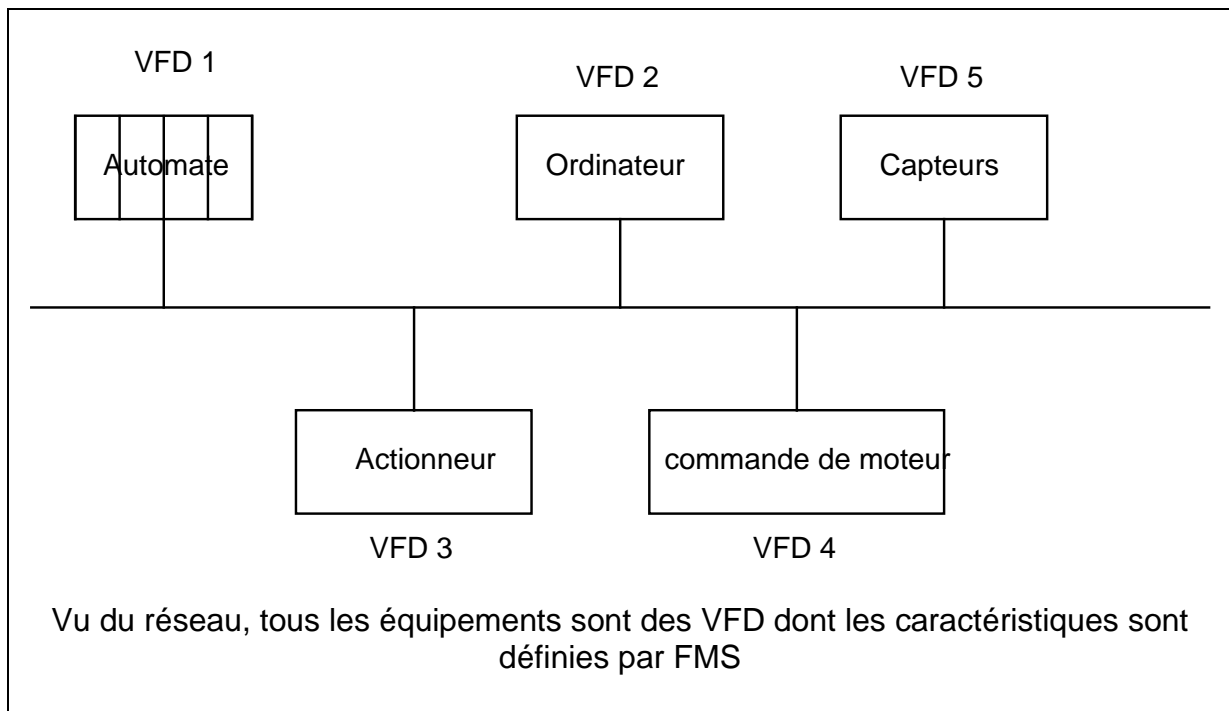 VFD 1
VFD 2
VFD 5
Automate
Ordinateur
Capteurs
Actionneur
commande de moteur
VFD 3
VFD 4
Vu du réseau, tous les équipements sont des VFD dont les caractéristiques sont
définies par FMS